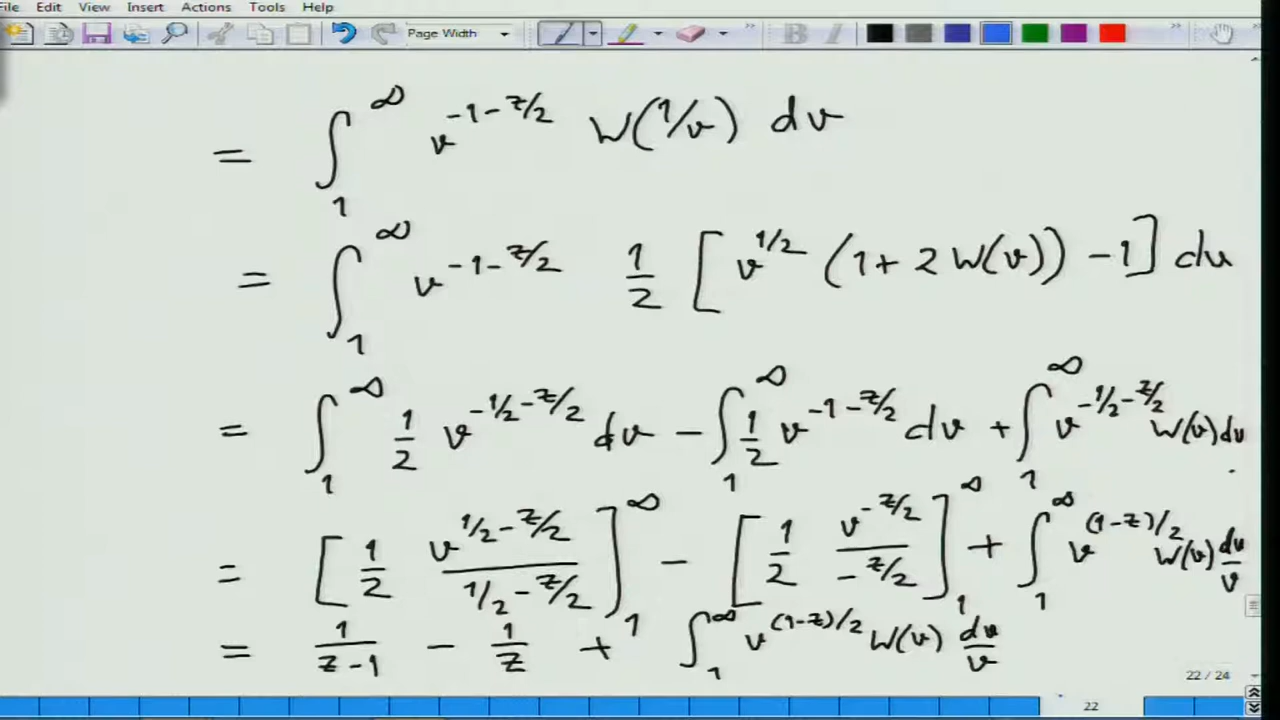 File Edit View Insert Actions Tools Help
Page Width
= ∫_1^∞ v^{-1-z/2} W(1/v) dv
= ∫_1^∞ v^{-1-z/2} 1/2 [v^{1/2} (1+2W(v)) -1] dv
= ∫_1^∞ 1/2 v^{-1/2-z/2} dv - ∫_1^∞ 1/2 v^{-1-z/2} dv + ∫_1^∞ v^{-1/2-z/2} W(v) dv
= [1/2 v^{1/2-z/2}/(1/2-z/2)]_1^∞ - [1/2 v^{-z/2}/(-z/2)]_1^∞ + ∫_1^∞ v^{(1-z)/2} W(v) dv/v
= 1/(z-1) - 1/z + ∫_1^∞ v^{(1-z)/2} W(v) dv/v
22 / 24
22